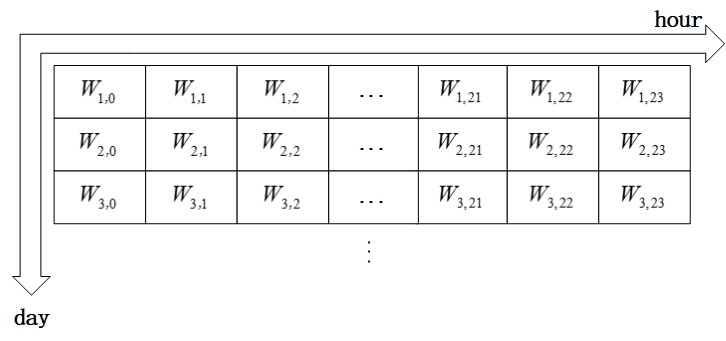 hour
W1,0 W1,1 W1,2 ... W1,21 W1,22 W1,23
W2,0 W2,1 W2,2 ... W2,21 W2,22 W2,23
W3,0 W3,1 W3,2 ... W3,21 W3,22 W3,23
⋮
day